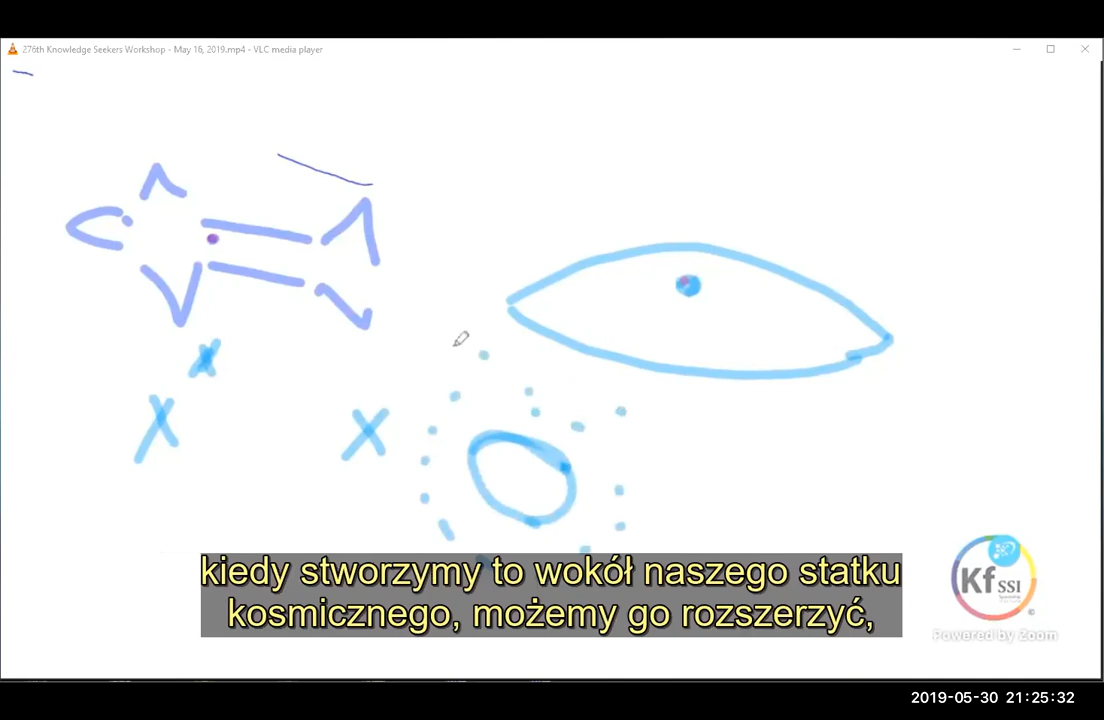 276th Knowledge Seekers Workshop - May 16, 2019.mp4 - VLC media player
kiedy stworzymy to wokół naszego statku
kosmicznego, możemy go rozszerzyć,
Kf SSI
Powered by Zoom
2019-05-30 21:25:32